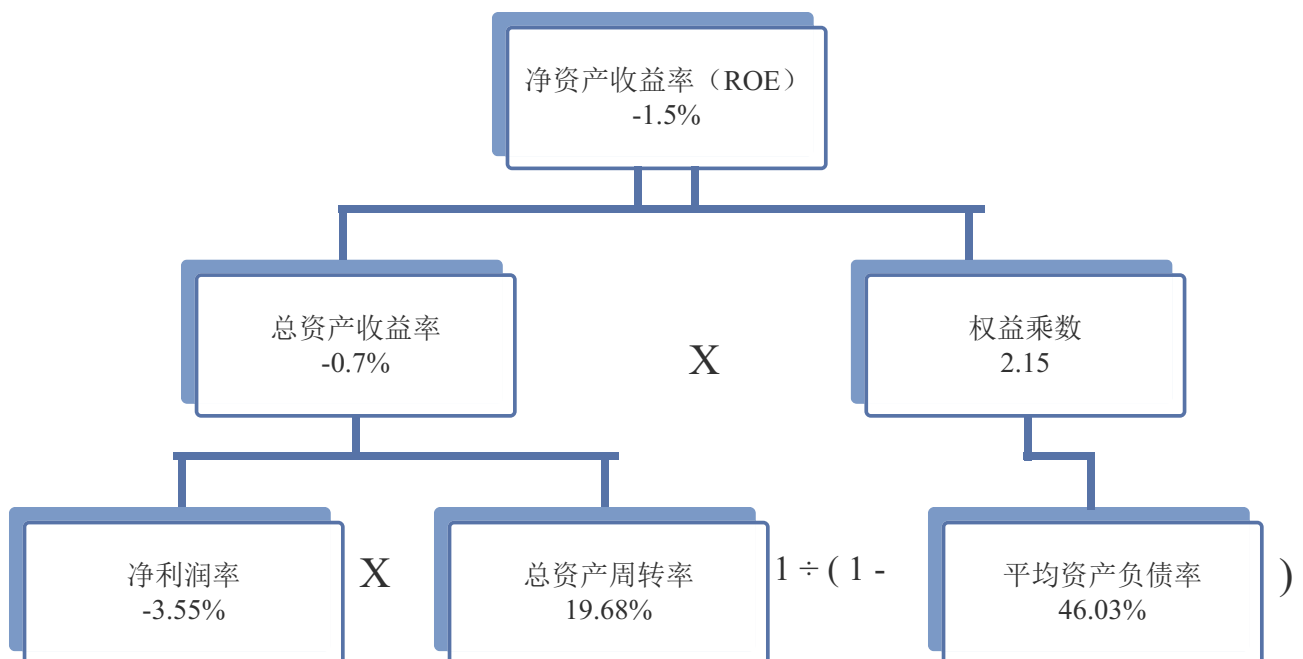 净资产收益率（ROE）
-1.5%
总资产收益率
-0.7%
X
权益乘数
2.15
净利润率
-3.55%
X
总资产周转率
19.68%
1 ÷ ( 1 -
平均资产负债率
46.03%
)